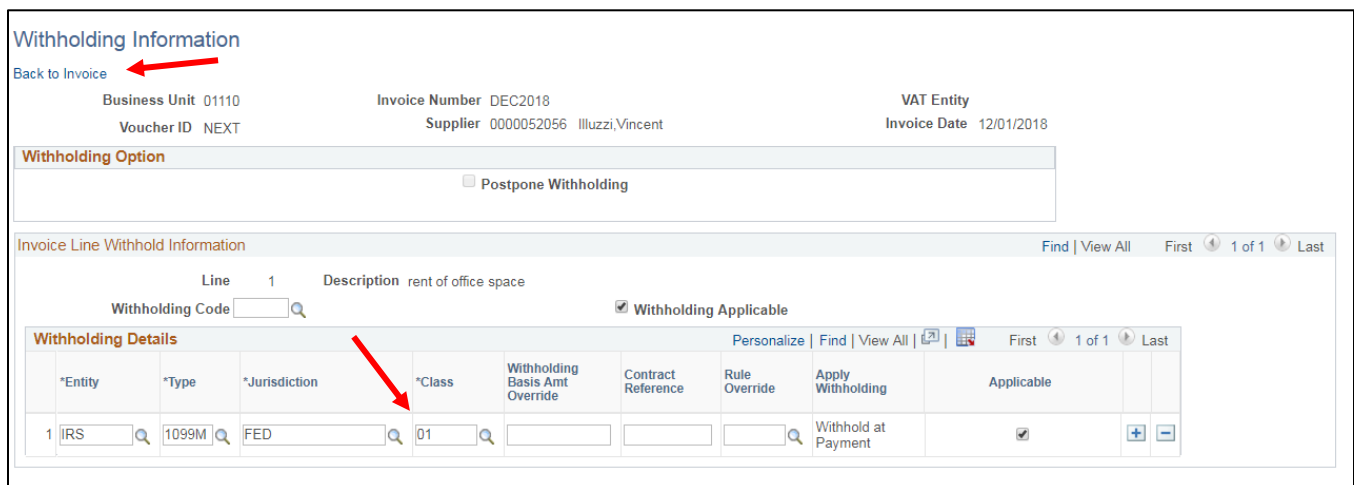 Withholding Information
Back to Invoice
Business Unit 01110 Invoice Number DEC2018 VAT Entity
Voucher ID NEXT Supplier 0000052056 Illuzzi,Vincent Invoice Date 12/01/2018
Withholding Option
Postpone Withholding
Invoice Line Withhold Information Find | View All First 1 of 1 Last
Line 1 Description rent of office space
Withholding Code Withholding Applicable
Withholding Details Personalize | Find | View All | | First 1 of 1 Last
*Entity *Type *Jurisdiction *Class Withholding Basis Amt Override Contract Reference Rule Override Apply Withholding Applicable
1 IRS 1099M FED 01 Withhold at Payment